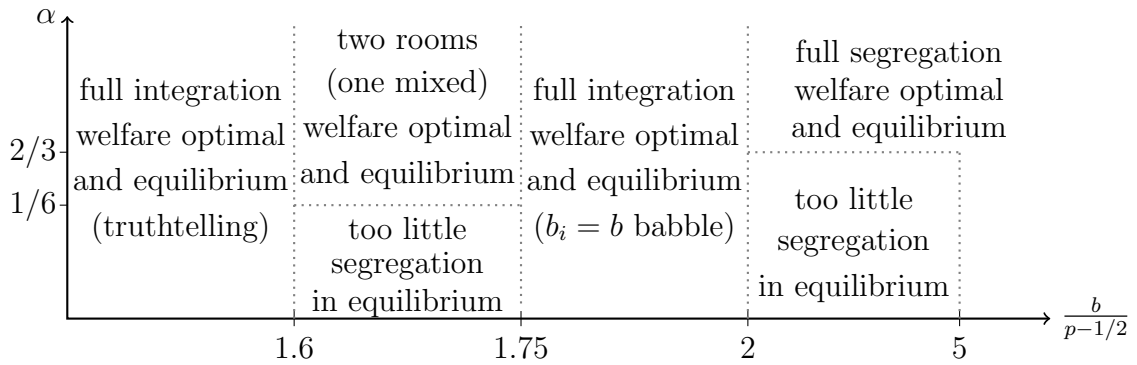 α
full integration
welfare optimal
and equilibrium
(truthtelling)
two rooms
(one mixed)
welfare optimal
and equilibrium
too little
segregation
in equilibrium
full integration
welfare optimal
and equilibrium
(b_i = b babble)
full segregation
welfare optimal
and equilibrium
too little
segregation
in equilibrium
2/3
1/6
1.6
1.75
2
5
b
p−1/2